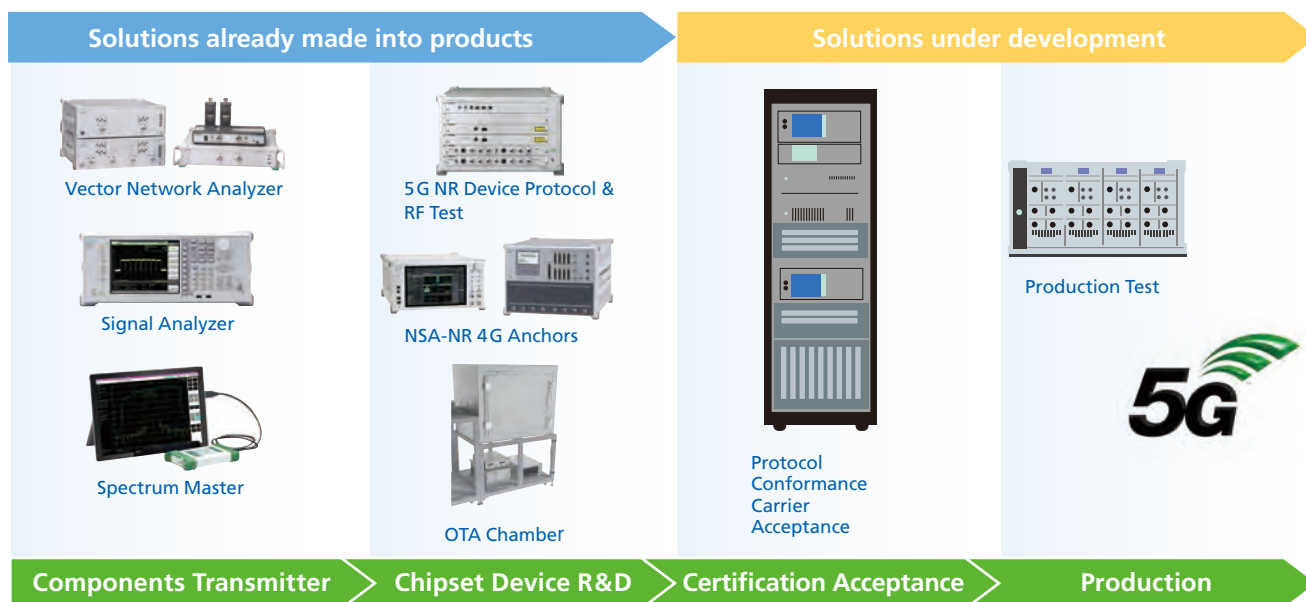 Solutions already made into products
Solutions under development
Vector Network Analyzer
Signal Analyzer
Spectrum Master
5G NR Device Protocol &
RF Test
NSA-NR 4G Anchors
OTA Chamber
Protocol
Conformance
Carrier
Acceptance
Production Test
5G
Components Transmitter
Chipset Device R&D
Certification Acceptance
Production